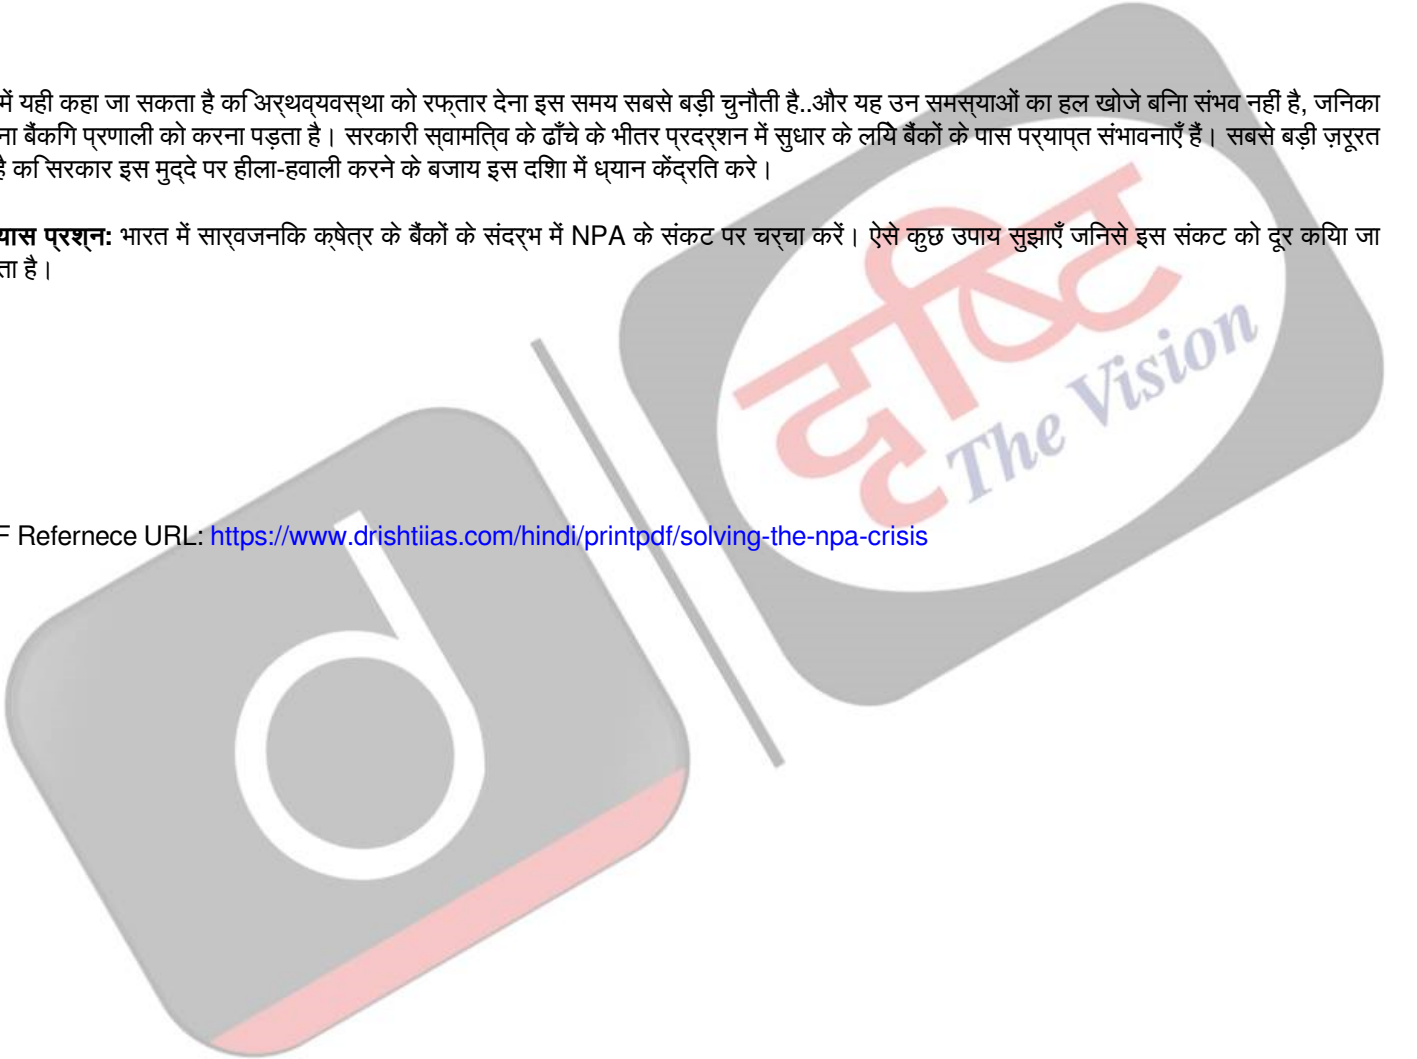 में यही कहा जा सकता है कि अर्थव्यवस्था को रफ्तार देना इस समय सबसे बड़ी चुनौती है..और यह उन समस्याओं का हल खोजे बिना संभव नहीं है, जिनका
ना बैंकिंग प्रणाली को करना पड़ता है। सरकारी स्वामित्व के ढाँचे के भीतर प्रदर्शन में सुधार के लिये बैंकों के पास पर्याप्त संभावनाएँ हैं। सबसे बड़ी ज़रूरत
है कि सरकार इस मुद्दे पर हीला-हवाली करने के बजाय इस दिशा में ध्यान केंद्रित करे।
यास प्रश्न: भारत में सार्वजनिक क्षेत्र के बैंकों के संदर्भ में NPA के संकट पर चर्चा करें। ऐसे कुछ उपाय सुझाएँ जिनसे इस संकट को दूर किया जा
ता है।
दृष्टि
The Vision
F Refernece URL: https://www.drishtiias.com/hindi/printpdf/solving-the-npa-crisis
d